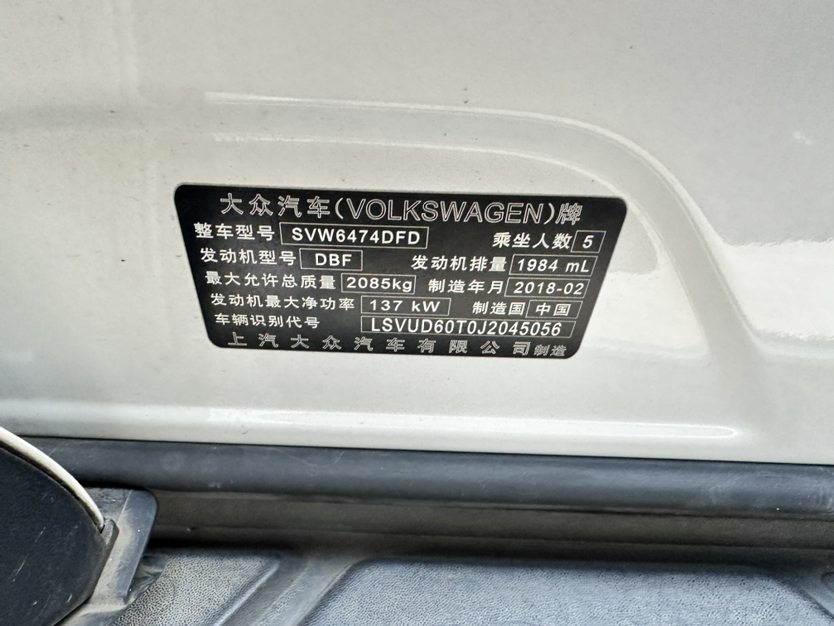 大众汽车(VOLKSWAGEN)牌
整车型号 SVW6474DFD 乘坐人数 5
发动机型号 DBF 发动机排量 1984 mL
最大允许总质量 2085kg 制造年月 2018-02
发动机最大净功率 137 kW 制造国 中国
车辆识别代号 LSVUD60T0J2045056
上汽大众汽车有限公司制造